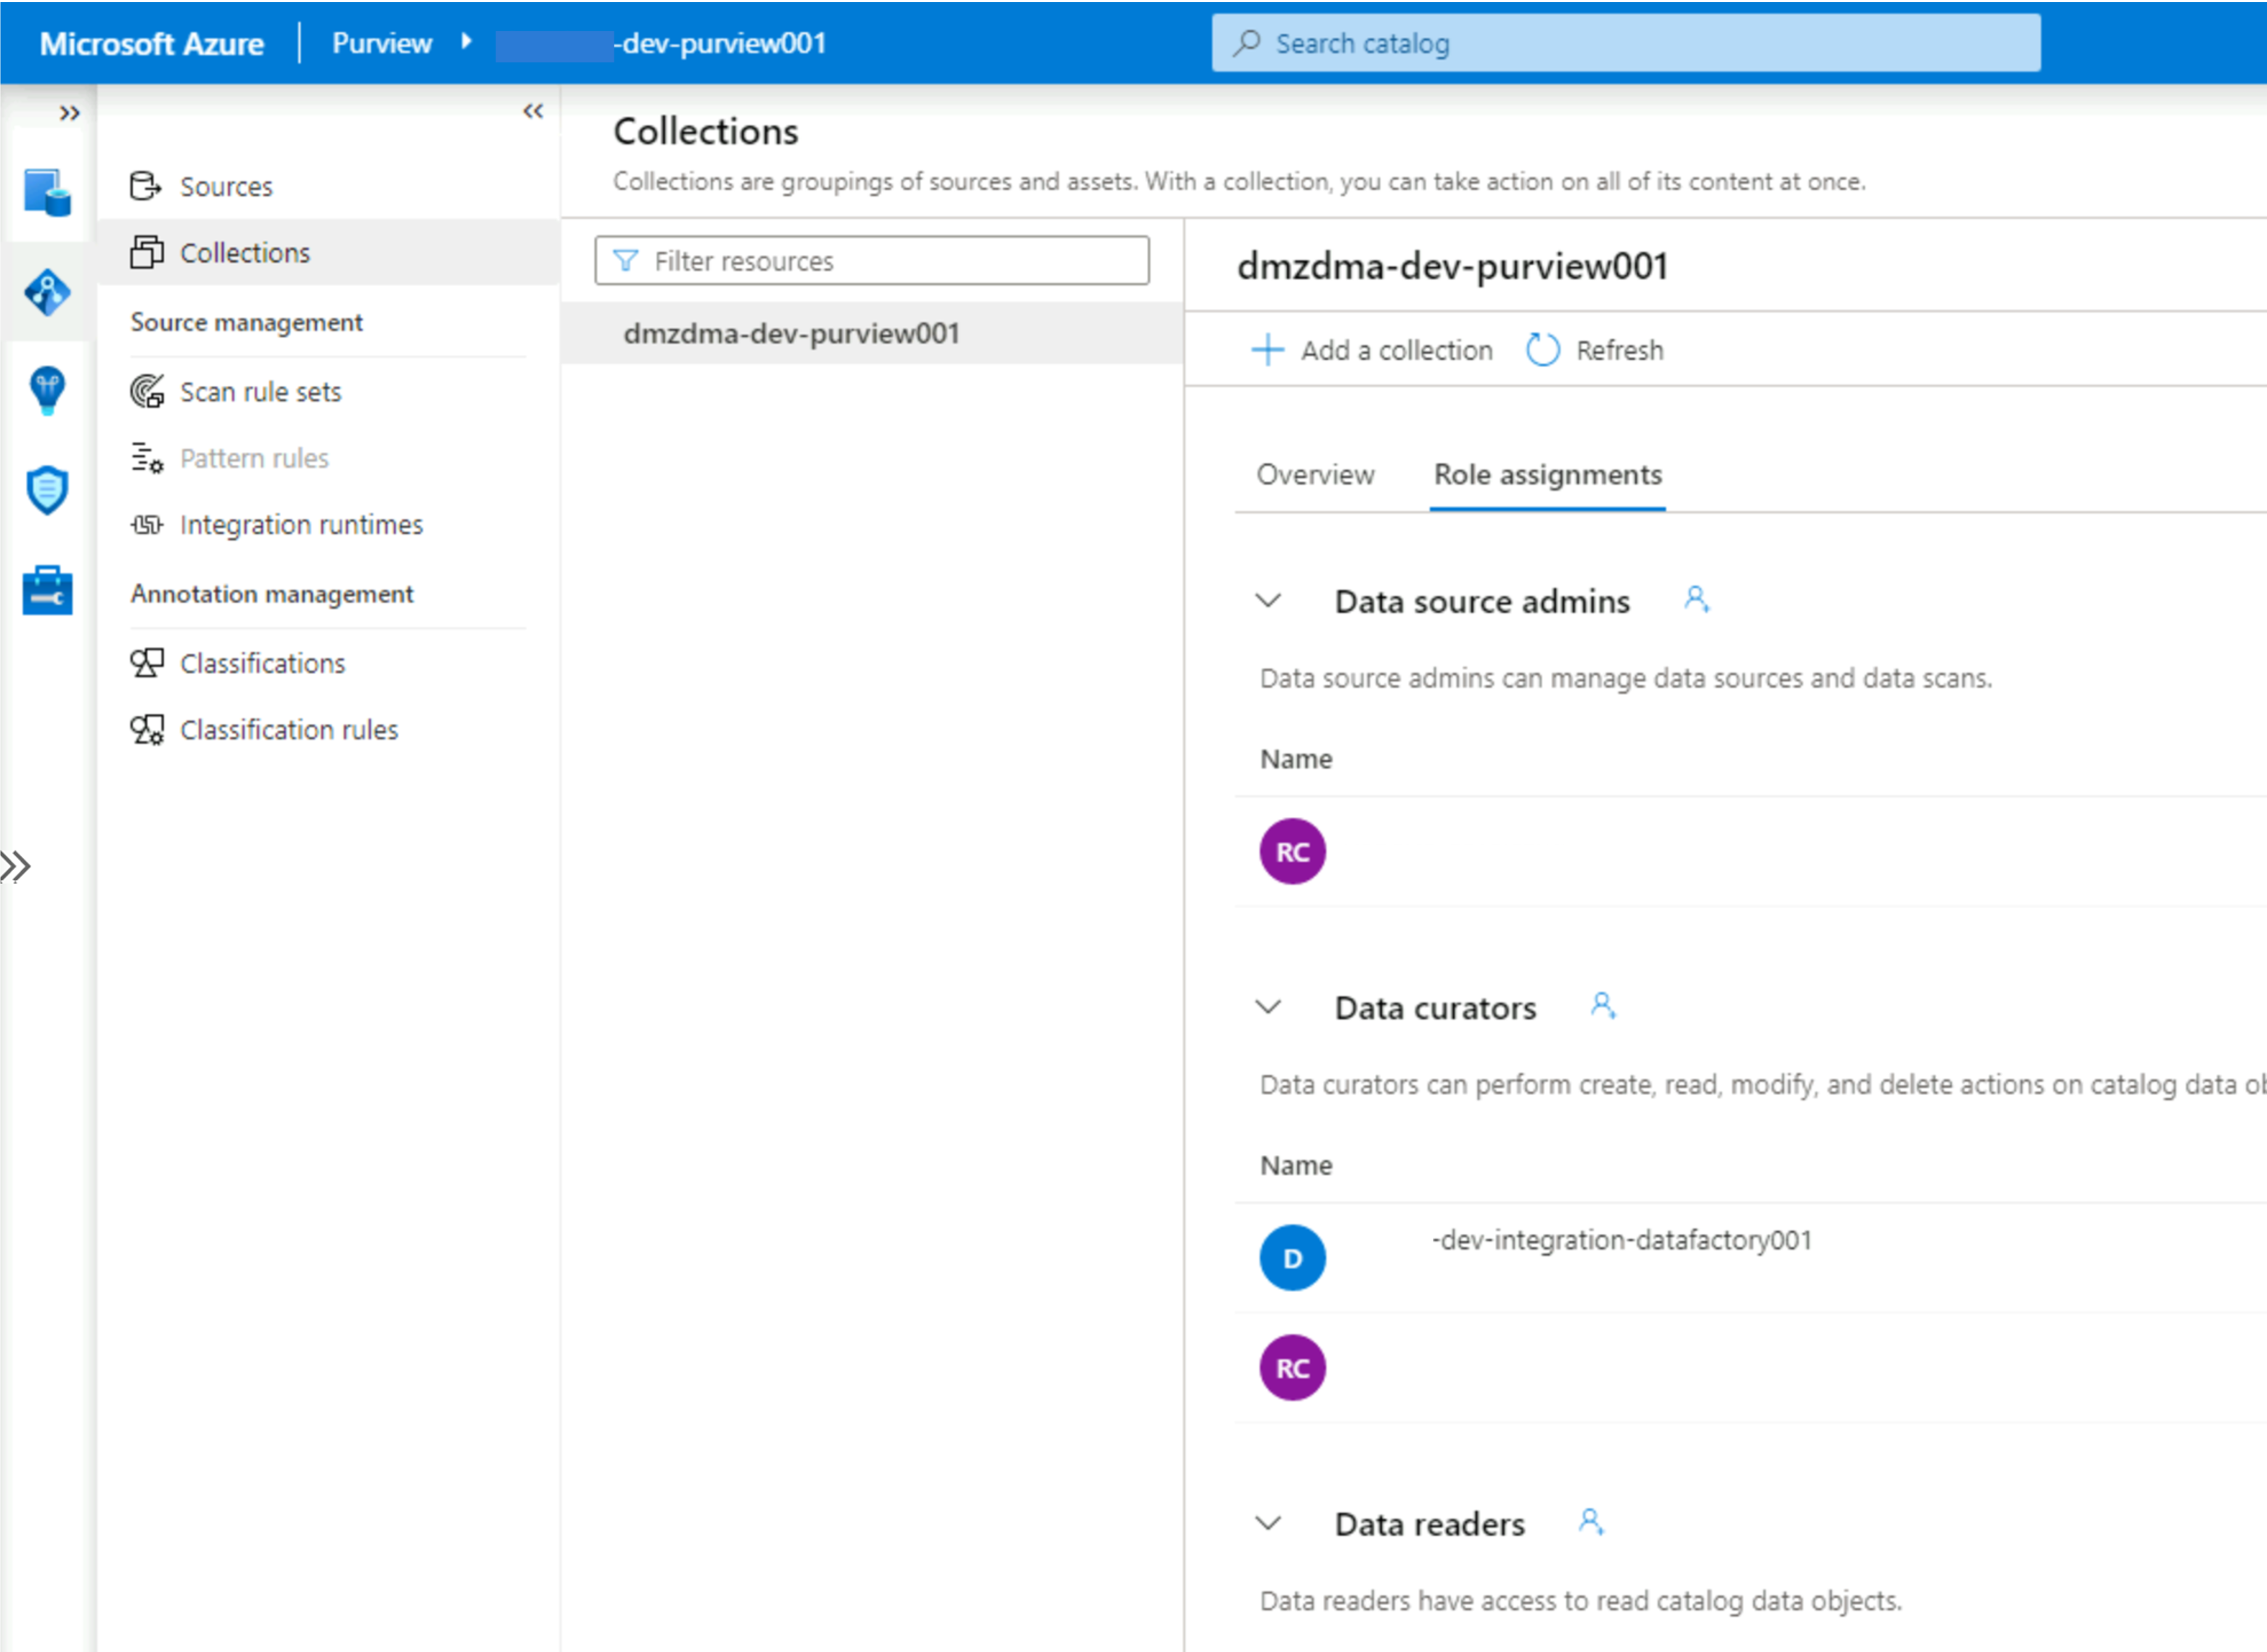 Microsoft Azure
Purview
-dev-purview001
Search catalog
Sources
Collections
Source management
Scan rule sets
Pattern rules
Integration runtimes
Annotation management
Classifications
Classification rules
Collections
Collections are groupings of sources and assets. With a collection, you can take action on all of its content at once.
Filter resources
dmzdma-dev-purview001
dmzdma-dev-purview001
Add a collection
Refresh
Overview
Role assignments
Data source admins
Data source admins can manage data sources and data scans.
Name
RC
Data curators
Data curators can perform create, read, modify, and delete actions on catalog data
Name
D
-dev-integration-datafactory001
RC
Data readers
Data readers have access to read catalog data objects.